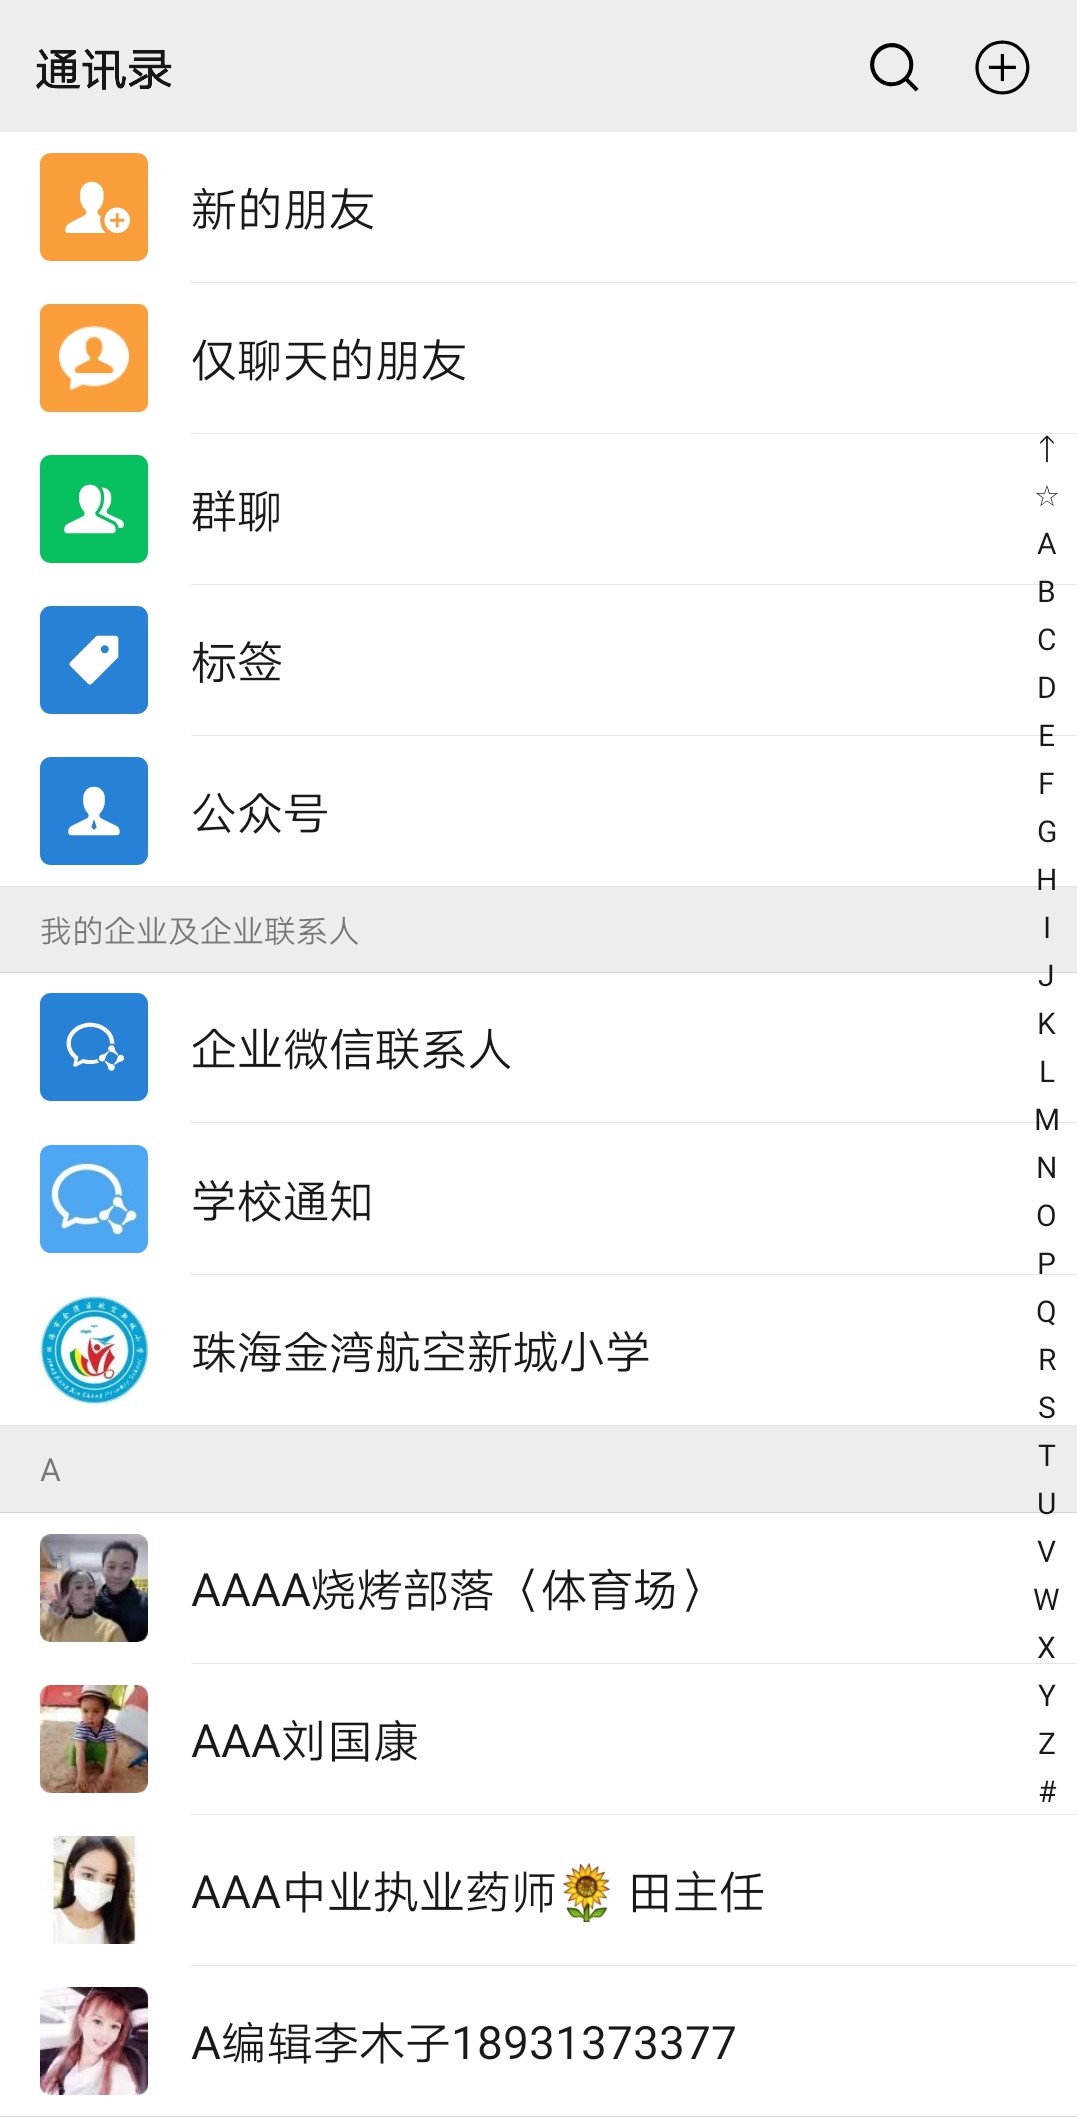 通讯录
新的朋友
仅聊天的朋友
群聊
标签
公众号
我的企业及企业联系人
企业微信联系人
学校通知
珠海金湾航空新城小学
A
AAAA烧烤部落〈体育场〉
AAA刘国康
AAA中业执业药师🌻 田主任
A编辑李木子18931373377
↑
☆
A
B
C
D
E
F
G
H
I
J
K
L
M
N
O
P
Q
R
S
T
U
V
W
X
Y
Z
#